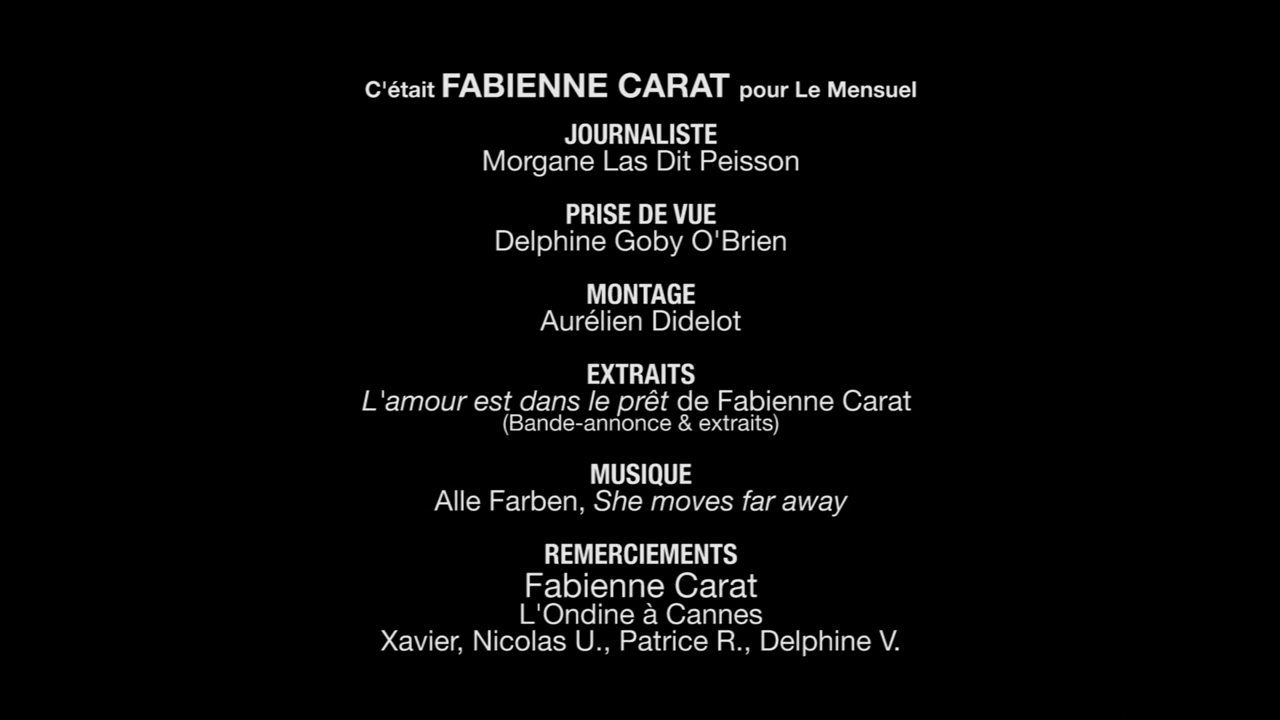 C'était FABIENNE CARAT pour Le Mensuel
JOURNALISTE
Morgane Las Dit Peisson
PRISE DE VUE
Delphine Goby O'Brien
MONTAGE
Aurélien Didelot
EXTRAITS
L'amour est dans le prêt de Fabienne Carat
(Bande-annonce & extraits)
MUSIQUE
Alle Farben, She moves far away
REMERCIEMENTS
Fabienne Carat
L'Ondine à Cannes
Xavier, Nicolas U., Patrice R., Delphine V.